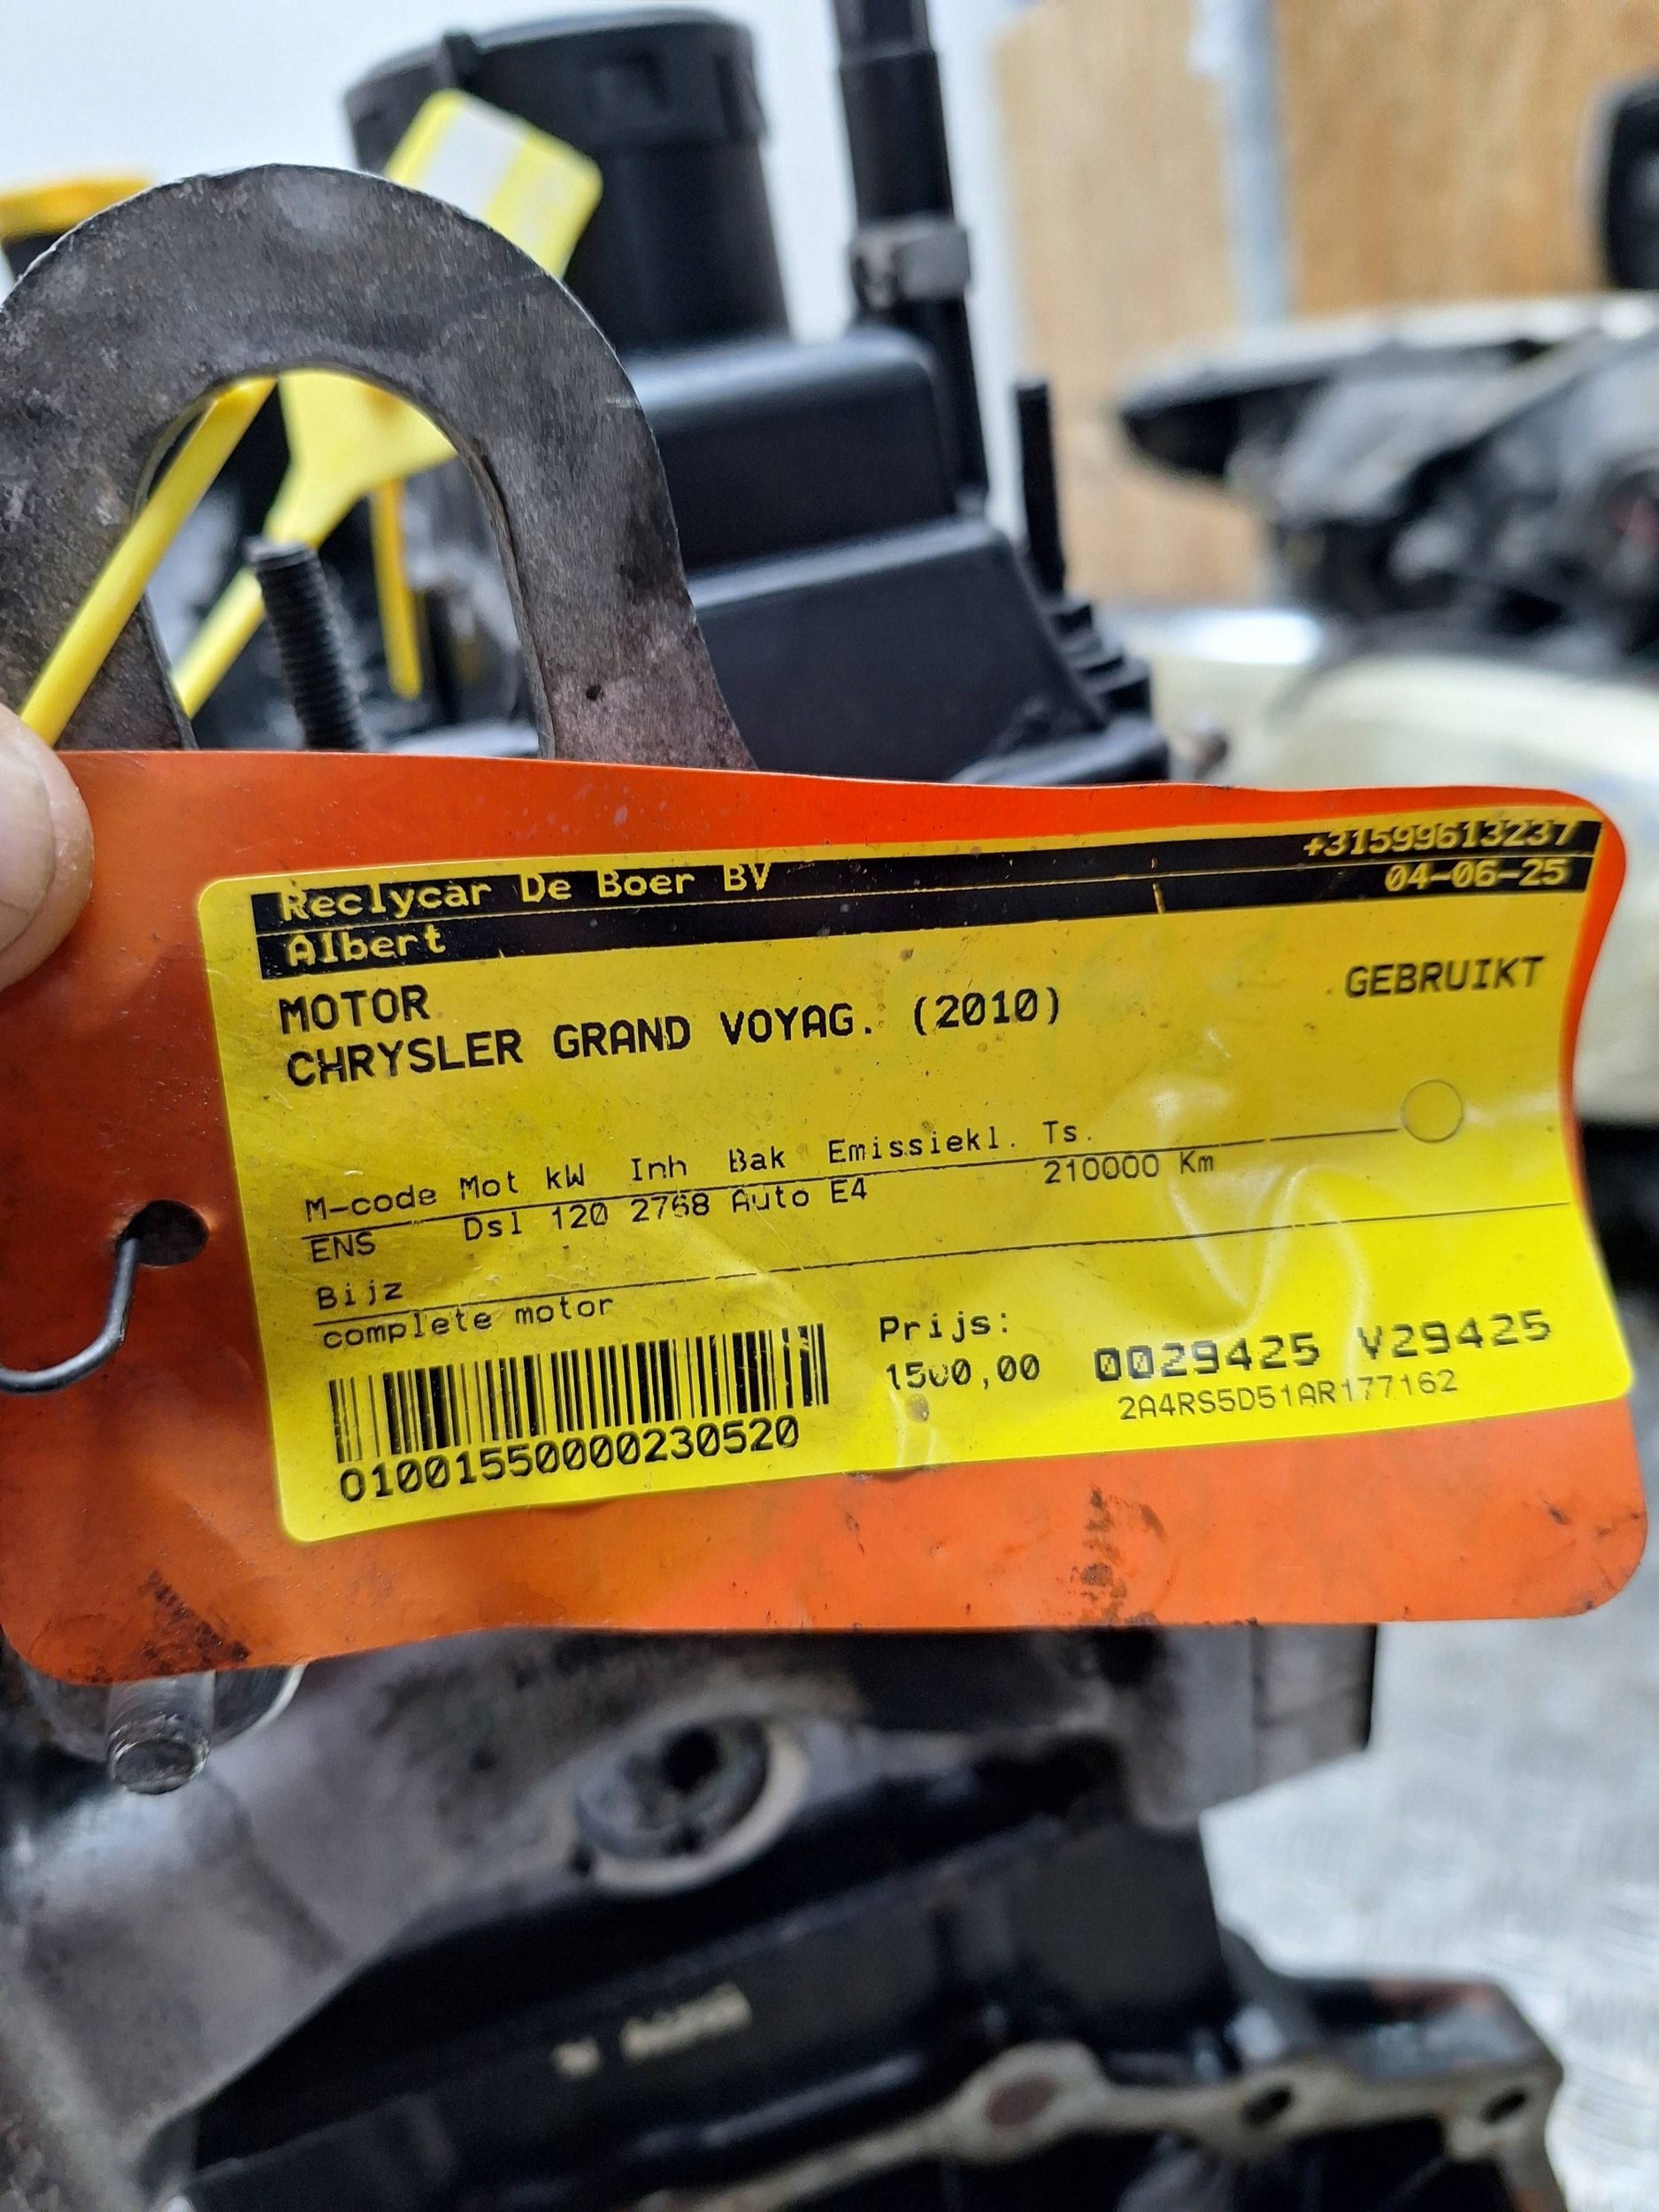 Reclycar De Boer BV +31599613237
Albert 04-06-25
MOTOR GEBRUIKT
CHRYSLER GRAND VOYAG. (2010)
M-code Mot kW Inh Bak Emissiekl. Ts.
ENS Dsl 120 2768 Auto E4 210000 Km
Bijz
complete motor
Prijs:
1500,00 0029425 V29425
2A4RS5D51AR177162
01001550000230520